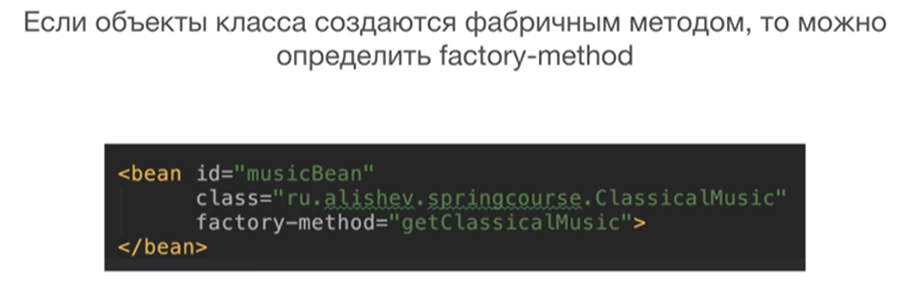 Если объекты класса создаются фабричным методом, то можно
определить factory-method
<bean id="musicBean"
class="ru.alishev.springcourse.ClassicalMusic"
factory-method="getClassicalMusic">
</bean>